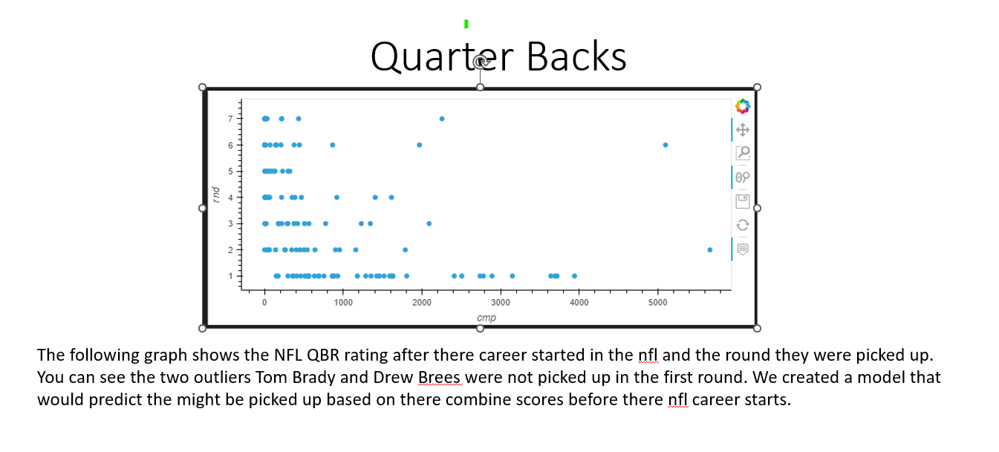 Quarter Backs
7
6
5
4
3
2
1
rnd
0 1000 2000 3000 4000 5000
cmp
The following graph shows the NFL QBR rating after there career started in the nfl and the round they were picked up.
You can see the two outliers Tom Brady and Drew Brees were not picked up in the first round. We created a model that
would predict the might be picked up based on there combine scores before there nfl career starts.